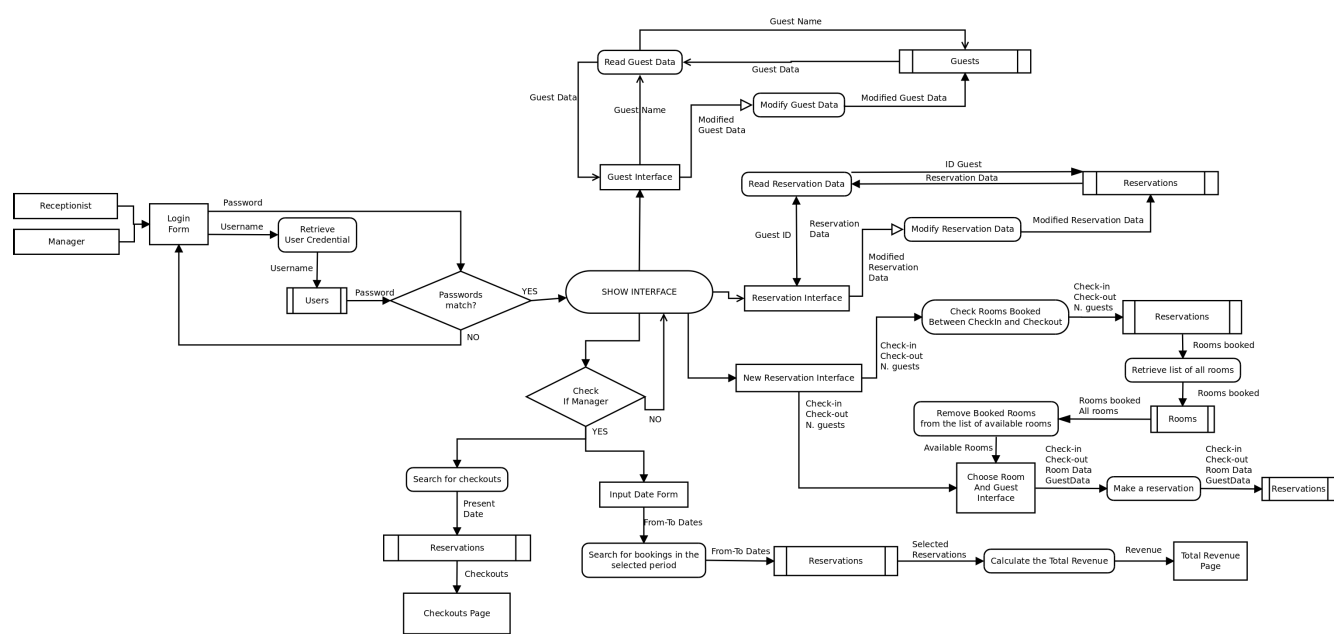 Guest Name
Read Guest Data
Guests
Guest Data
Guest Data
Guest Name
Modify Guest Data
Modified Guest Data
Modified
Guest Data
Guest Interface
ID Guest
Read Reservation Data
Reservation Data
Reservations
Receptionist
Manager
Login
Form
Password
Username
Retrieve
User Credential
Username
Users
Password
Passwords
match?
YES
NO
SHOW INTERFACE
Guest ID
Reservation
Data
Modify Reservation Data
Modified Reservation Data
Modified
Reservation
Data
Reservation Interface
Check Rooms Booked
Between CheckIn and Checkout
Check-in
Check-out
N. guests
Reservations
Rooms booked
Check-in
Check-out
N. guests
New Reservation Interface
Retrieve list of all rooms
Rooms booked
Check
If Manager
NO
YES
Check-in
Check-out
N. guests
Remove Booked Rooms
from the list of available rooms
Rooms booked
All rooms
Rooms
Available Rooms
Choose Room
And Guest
Interface
Check-in
Check-out
Room Data
GuestData
Make a reservation
Check-in
Check-out
Room Data
GuestData
Reservations
Search for checkouts
Present
Date
Reservations
Checkouts
Checkouts Page
Input Date Form
From-To Dates
Search for bookings in the
selected period
From-To Dates
Reservations
Selected
Reservations
Calculate the Total Revenue
Revenue
Total Revenue
Page